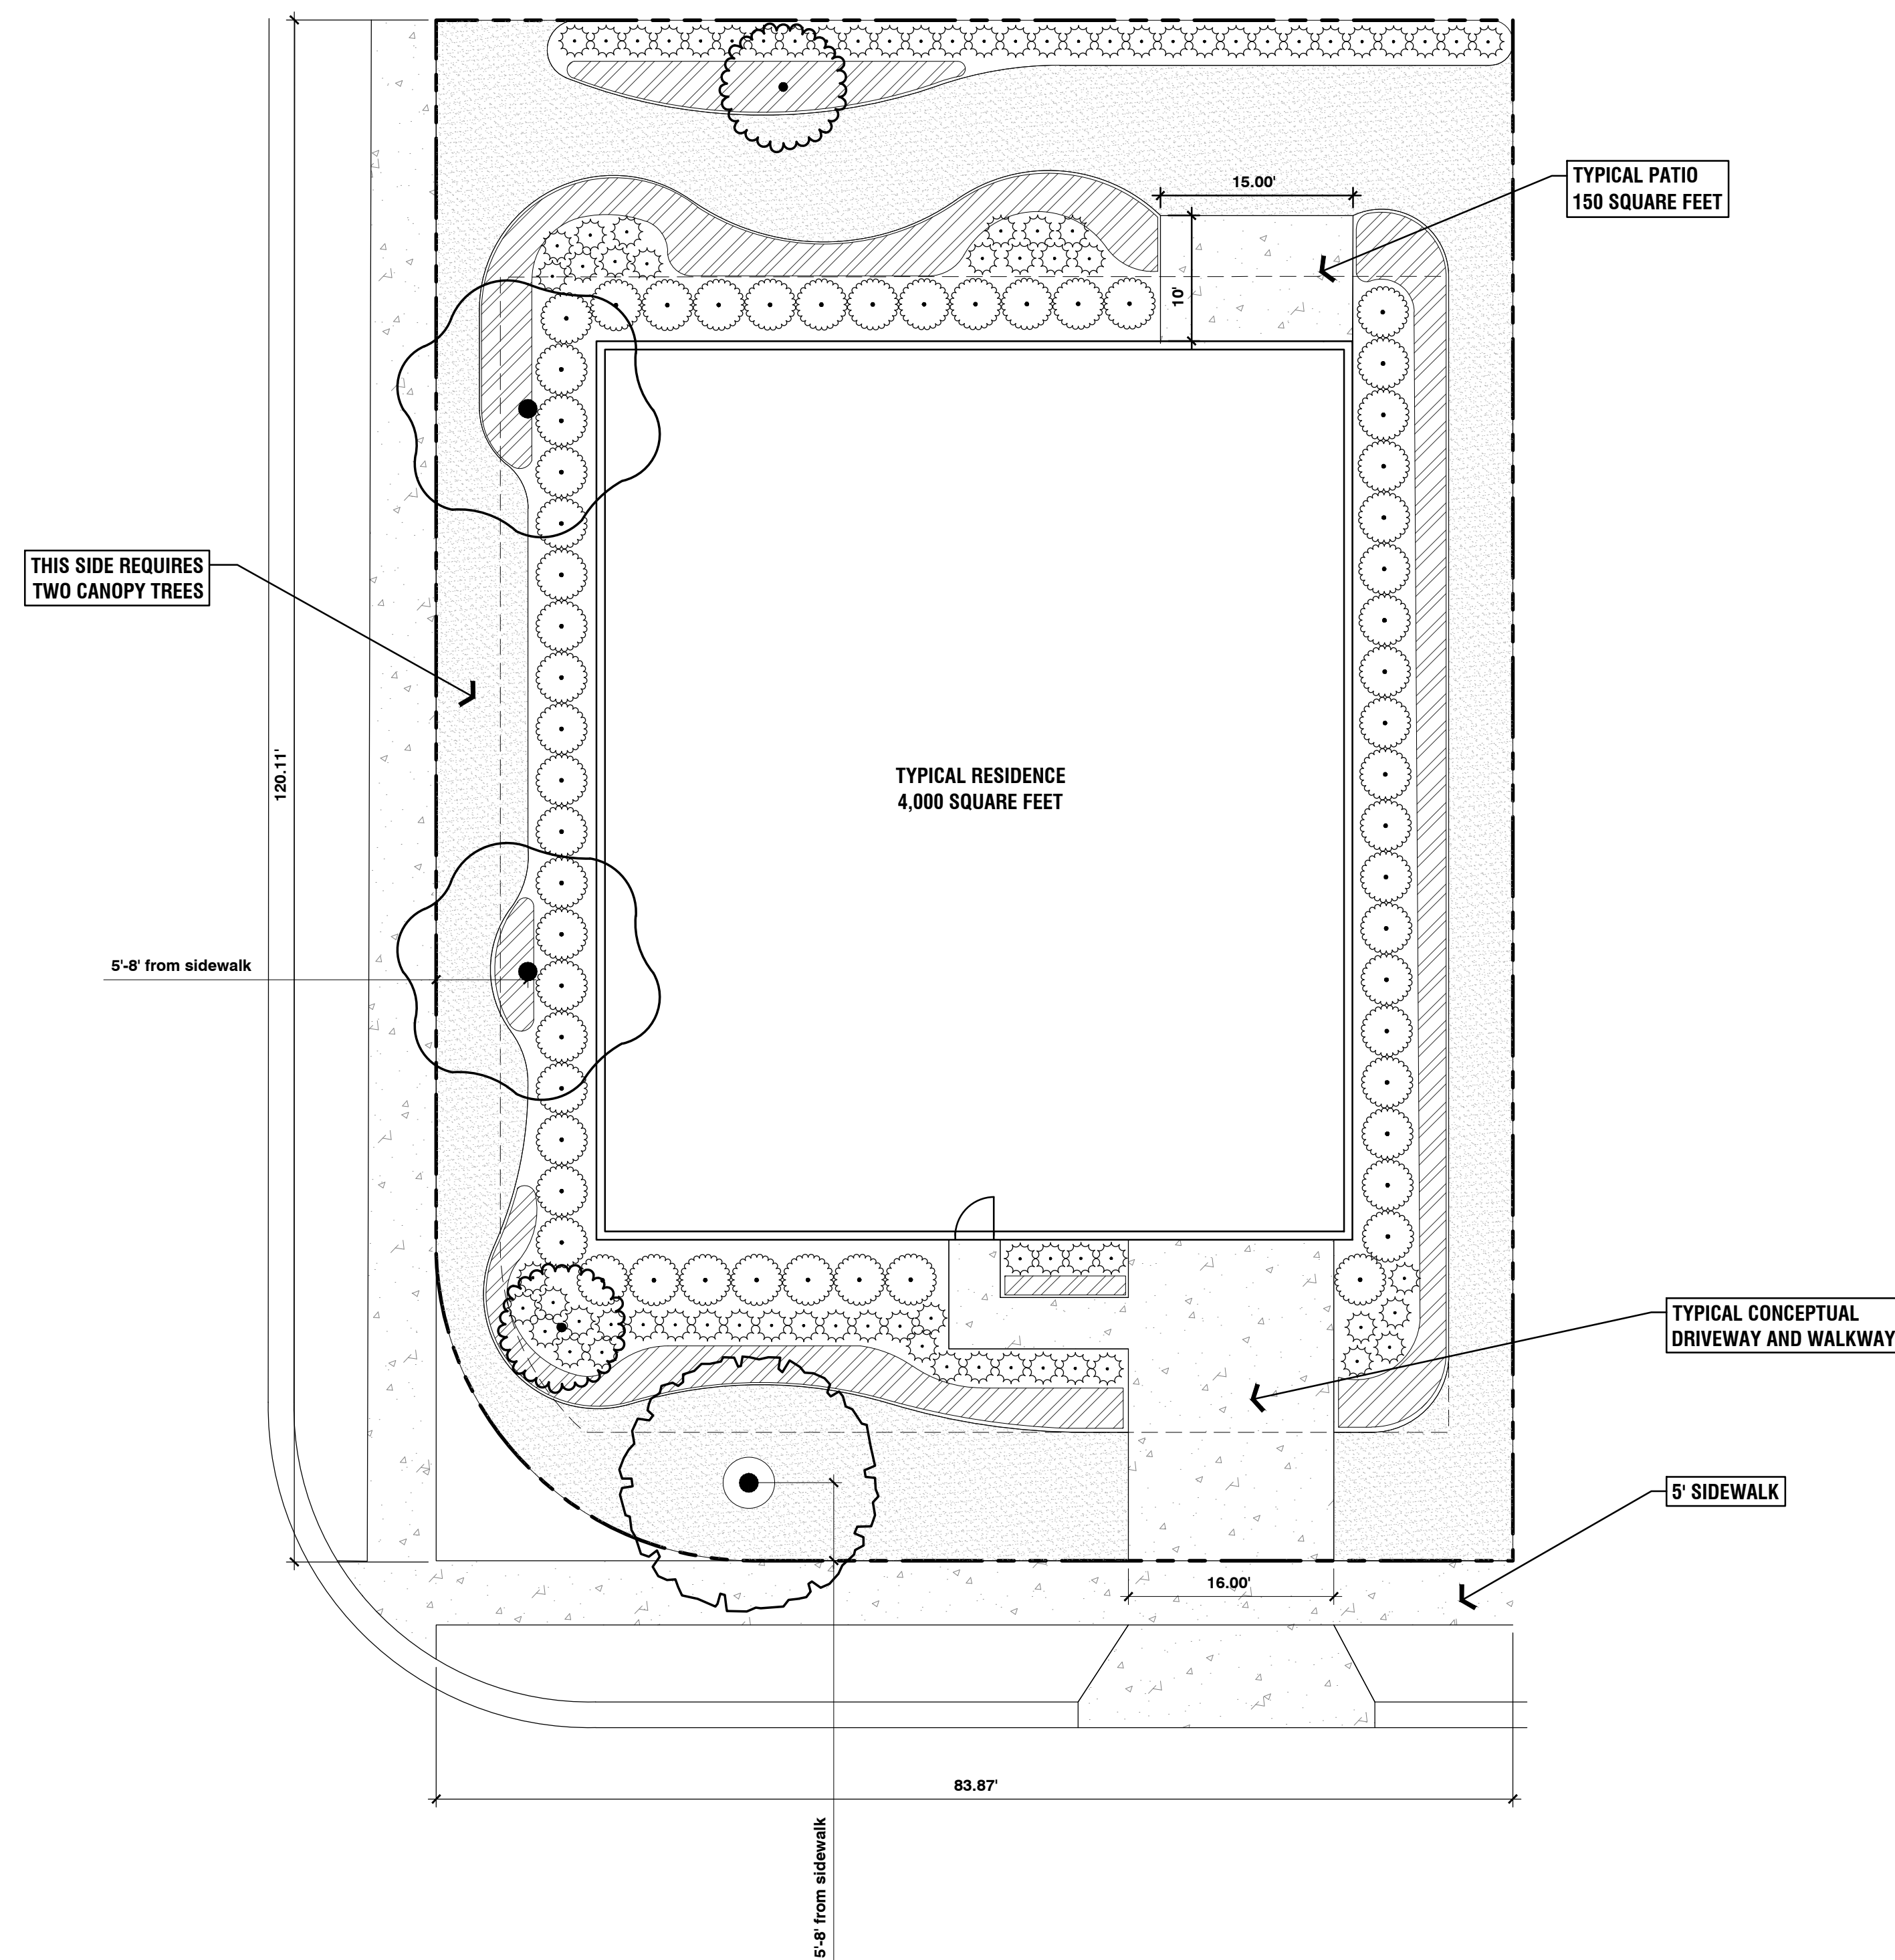 15.00'
TYPICAL PATIO
150 SQUARE FEET
10'
THIS SIDE REQUIRES
TWO CANOPY TREES
120.11'
TYPICAL RESIDENCE
4,000 SQUARE FEET
5'-8' from sidewalk
TYPICAL CONCEPTUAL
DRIVEWAY AND WALKWAY
5' SIDEWALK
16.00'
83.87'
5'-8' from sidewalk